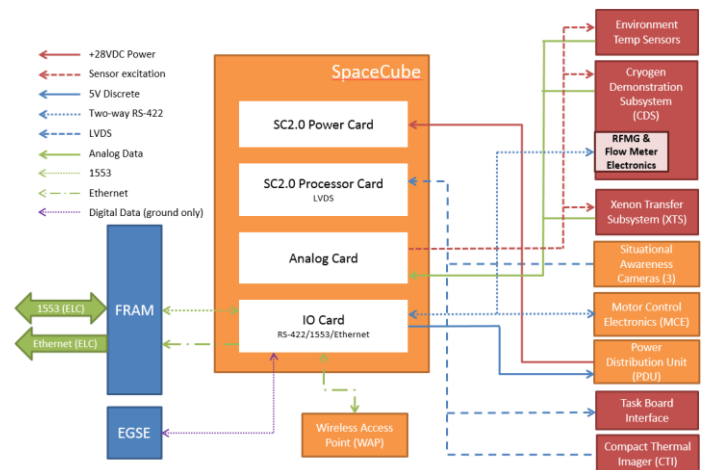 +28VDC Power
Sensor excitation
5V Discrete
Two-way RS-422
LVDS
Analog Data
1553
Ethernet
Digital Data (ground only)
SpaceCube
SC2.0 Power Card
SC2.0 Processor Card
LVDS
Analog Card
IO Card
RS-422/1553/Ethernet
1553 (ELC)
Ethernet (ELC)
FRAM
EGSE
Wireless Access
Point (WAP)
Environment
Temp Sensors
Cryogen
Demonstration
Subsystem
(CDS)
RFMG &
Flow Meter
Electronics
Xenon Transfer
Subsystem (XTS)
Situational
Awareness
Cameras (3)
Motor Control
Electronics (MCE)
Power
Distribution Unit
(PDU)
Task Board
Interface
Compact Thermal
Imager (CTI)